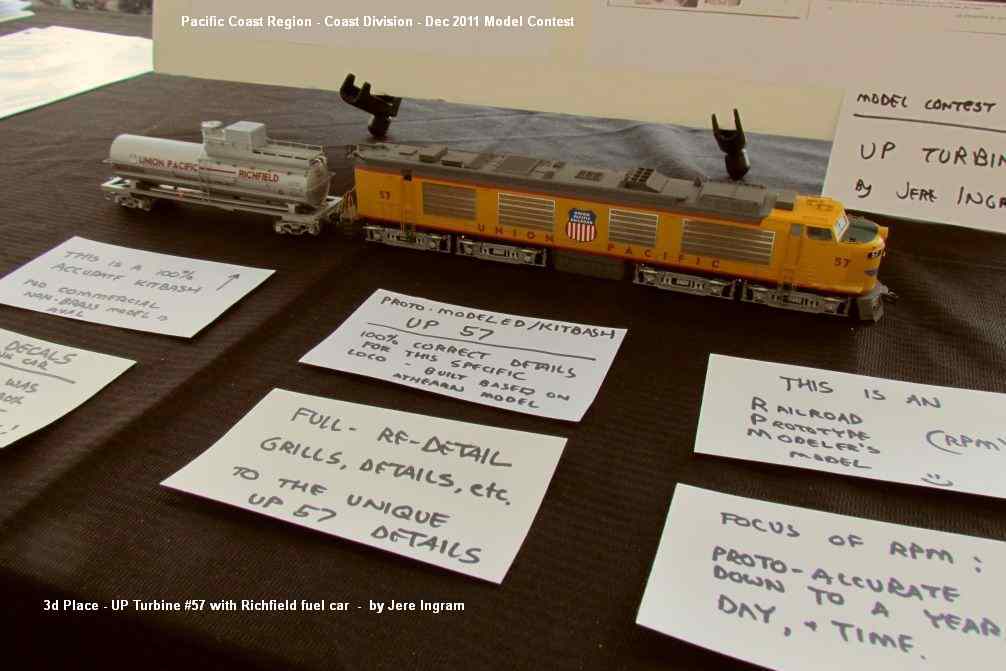 Pacific Coast Region - Coast Division - Dec 2011 Model Contest
MODEL CONTEST
UP TURBIN
BY JERE INGR
UNION PACIFIC
RICHFIELD
57
UNION PACIFIC
UNION PACIFIC
57
THIS IS A 100%
ACCURATE KITBASH
NO COMMERCIAL
NON-BRASS MODEL IS
AVAIL
DECALS
CAR
WAS
!
PROTO-MODELED/KITBASH
UP 57
100% CORRECT DETAILS
FOR THIS SPECIFIC
LOCO - BUILT BASED ON
ATHEARN MODEL
FULL- RE-DETAIL
GRILLS, DETAILS, etc.
TO THE UNIQUE
UP 57 DETAILS
THIS IS AN
RAILROAD
PROTOTYPE
MODELER'S
MODEL
(RPM
FOCUS OF RPM:
PROTO-ACCURATE
DOWN TO A YEAR
DAY, + TIME.
3d Place - UP Turbine #57 with Richfield fuel car - by Jere Ingram